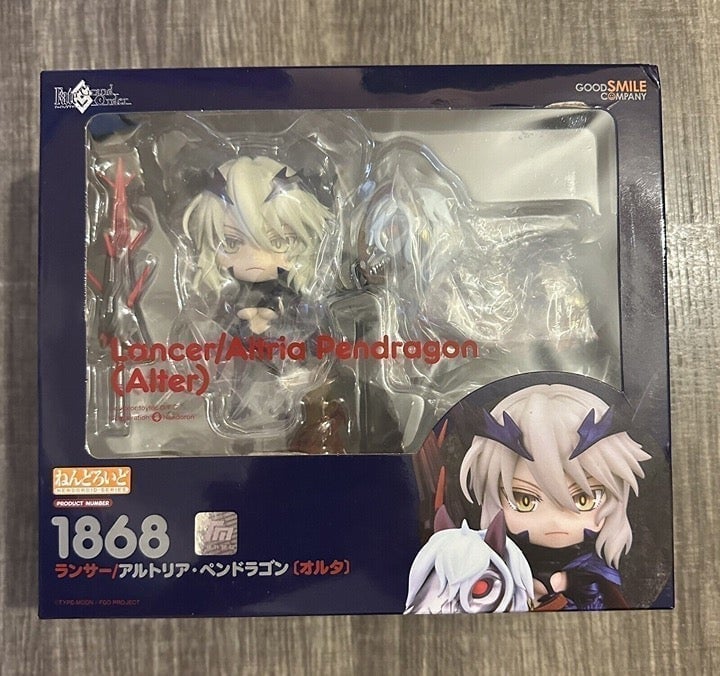 Fate/Grand Order
GOOD SMILE
COMPANY
Lancer/Altria Pendragon
(Alter)
ねんどろいど
NENDOROID SERIES
PRODUCT NUMBER
1868
ランサー/アルトリア・ペンドラゴン〔オルタ〕
©TYPE-MOON / FGO PROJECT